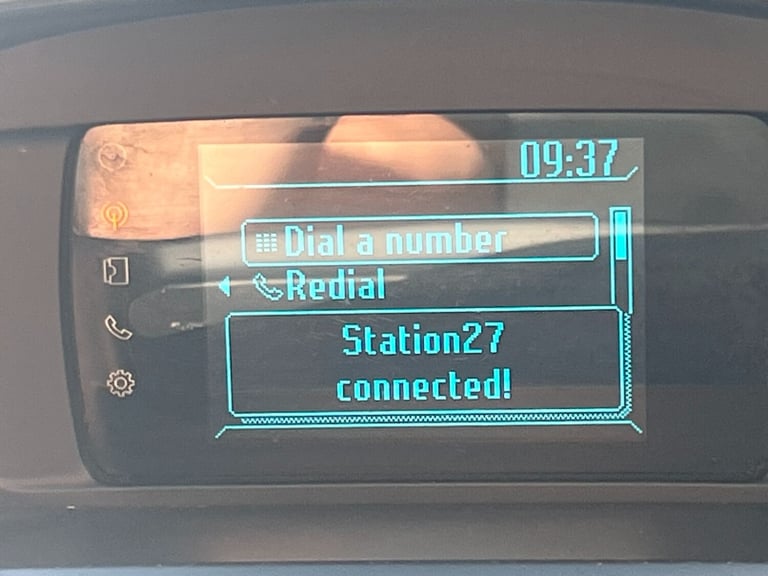 09:37
Dial a number
Redial
Station27
connected!